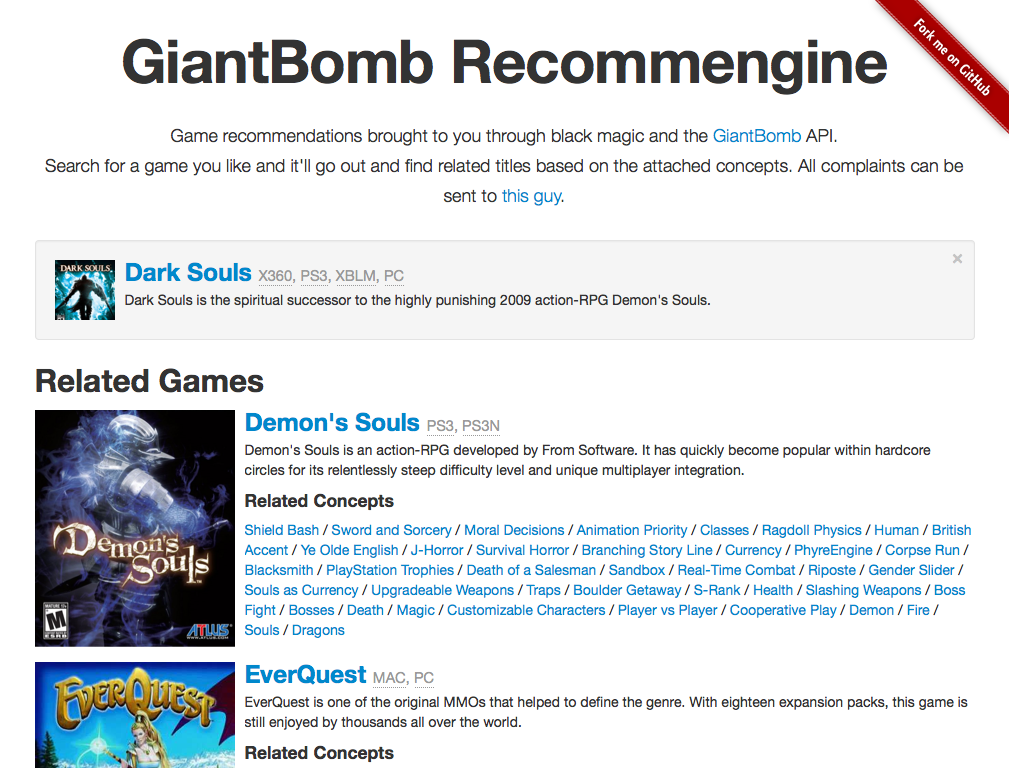 Fork me on GitHub
GiantBomb Recommengine
Game recommendations brought to you through black magic and the GiantBomb API.
Search for a game you like and it'll go out and find related titles based on the attached concepts. All complaints can be
sent to this guy.
×
DARK SOULS
Dark Souls X360, PS3, XBLM, PC
Dark Souls is the spiritual successor to the highly punishing 2009 action-RPG Demon's Souls.
Related Games
Demon's Souls
MATURE 17+
M
ESRB
ATLUS
Demon's Souls PS3, PS3N
Demon's Souls is an action-RPG developed by From Software. It has quickly become popular within hardcore
circles for its relentlessly steep difficulty level and unique multiplayer integration.
Related Concepts
Shield Bash / Sword and Sorcery / Moral Decisions / Animation Priority / Classes / Ragdoll Physics / Human / British
Accent / Ye Olde English / J-Horror / Survival Horror / Branching Story Line / Currency / PhyreEngine / Corpse Run /
Blacksmith / PlayStation Trophies / Death of a Salesman / Sandbox / Real-Time Combat / Riposte / Gender Slider /
Souls as Currency / Upgradeable Weapons / Traps / Boulder Getaway / S-Rank / Health / Slashing Weapons / Boss
Fight / Bosses / Death / Magic / Customizable Characters / Player vs Player / Cooperative Play / Demon / Fire /
Souls / Dragons
EverQuest
EverQuest MAC, PC
EverQuest is one of the original MMOs that helped to define the genre. With eighteen expansion packs, this game is
still enjoyed by thousands all over the world.
Related Concepts